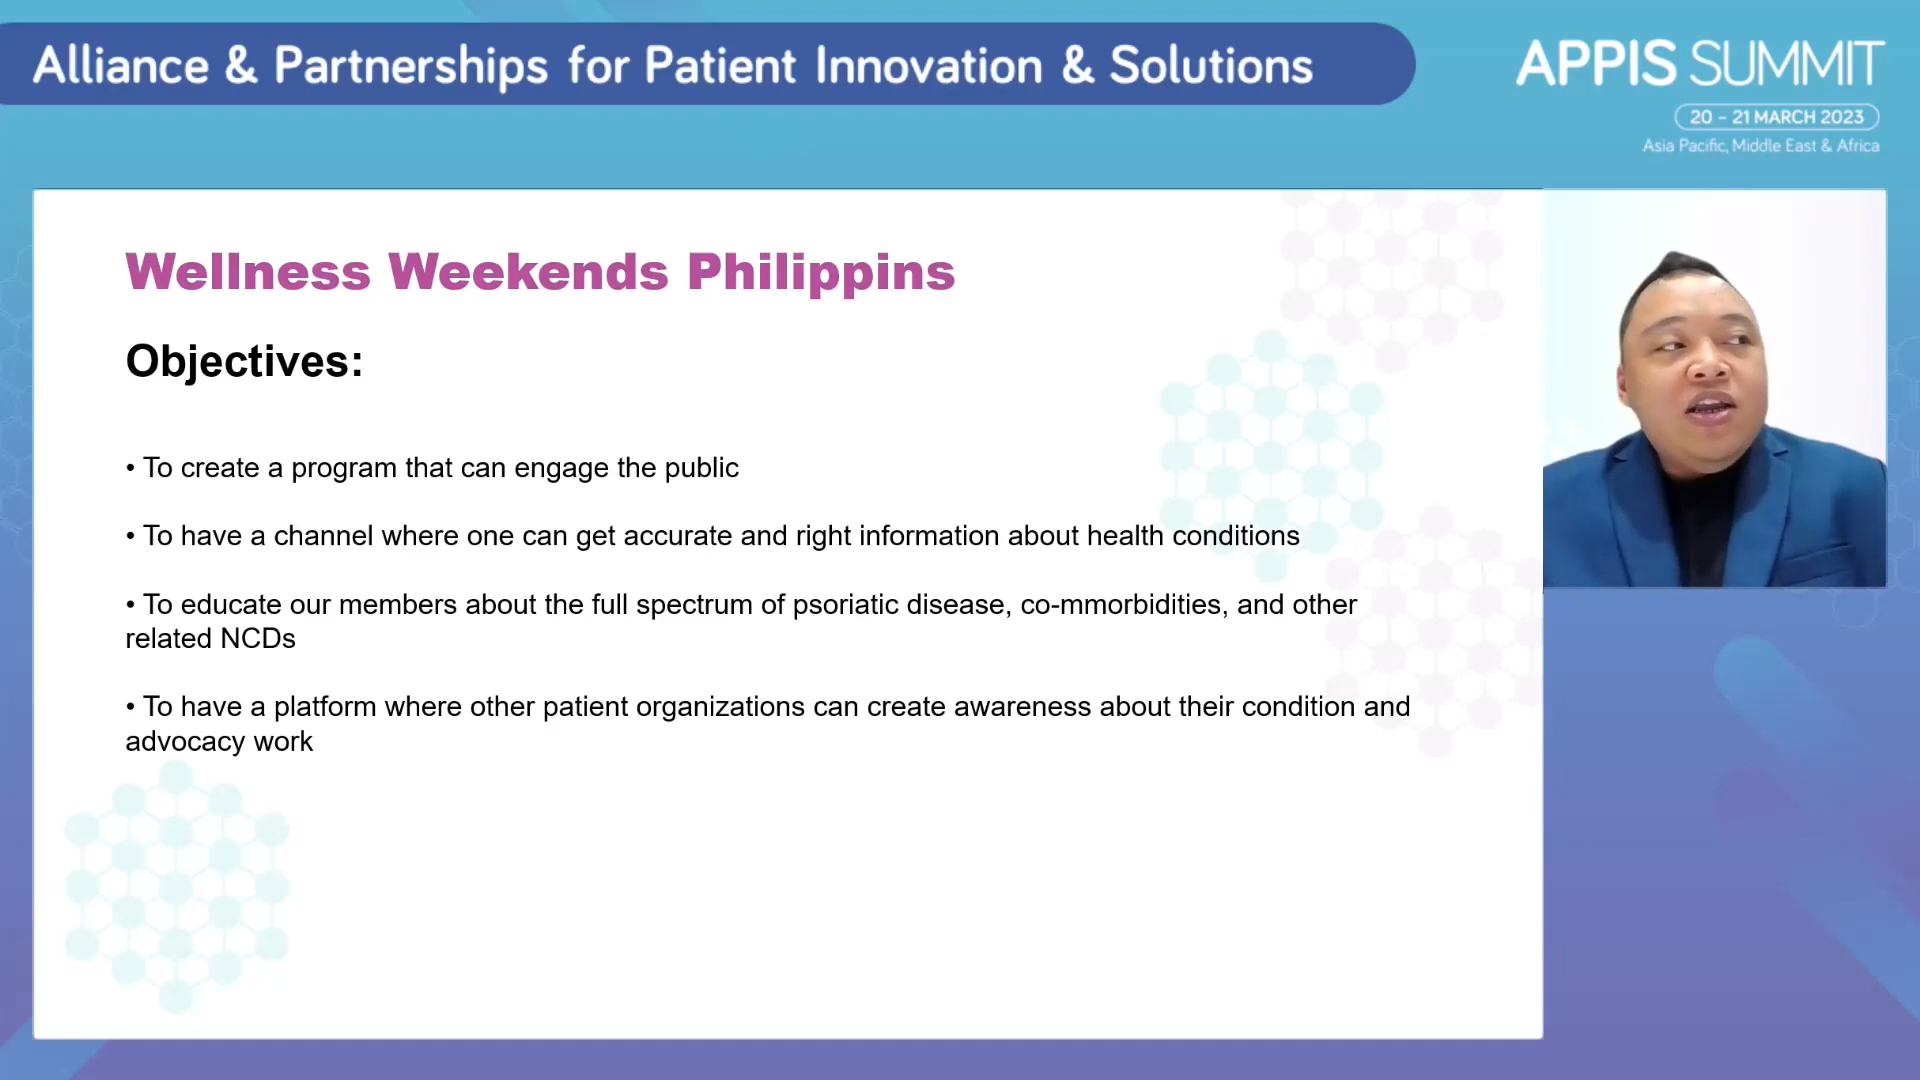 Alliance & Partnerships for Patient Innovation & Solutions
APPIS SUMMIT
20 - 21 MARCH 2023
Asia Pacific, Middle East & Africa
Wellness Weekends Philippins
Objectives:
• To create a program that can engage the public
• To have a channel where one can get accurate and right information about health conditions
• To educate our members about the full spectrum of psoriatic disease, co-mmorbidities, and other
related NCDs
• To have a platform where other patient organizations can create awareness about their condition and
advocacy work